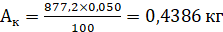 Aк = 877,2×0,050/100 = 0,4386 кг